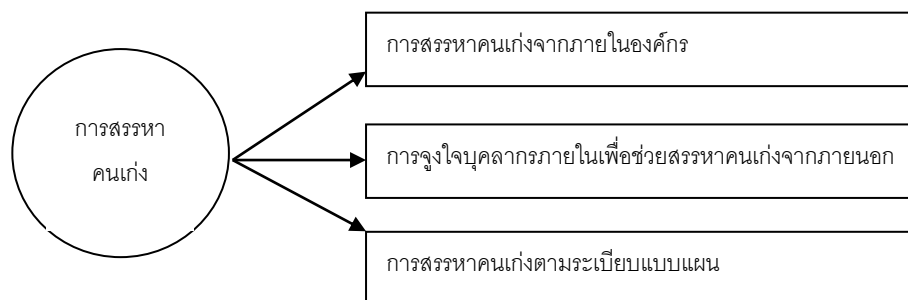 การสรรหา
คนเก่ง
การสรรหาคนเก่งจากภายในองค์กร
การจูงใจบุคลากรภายในเพื่อช่วยสรรหาคนเก่งจากภายนอก
การสรรหาคนเก่งตามระเบียบแบบแผน